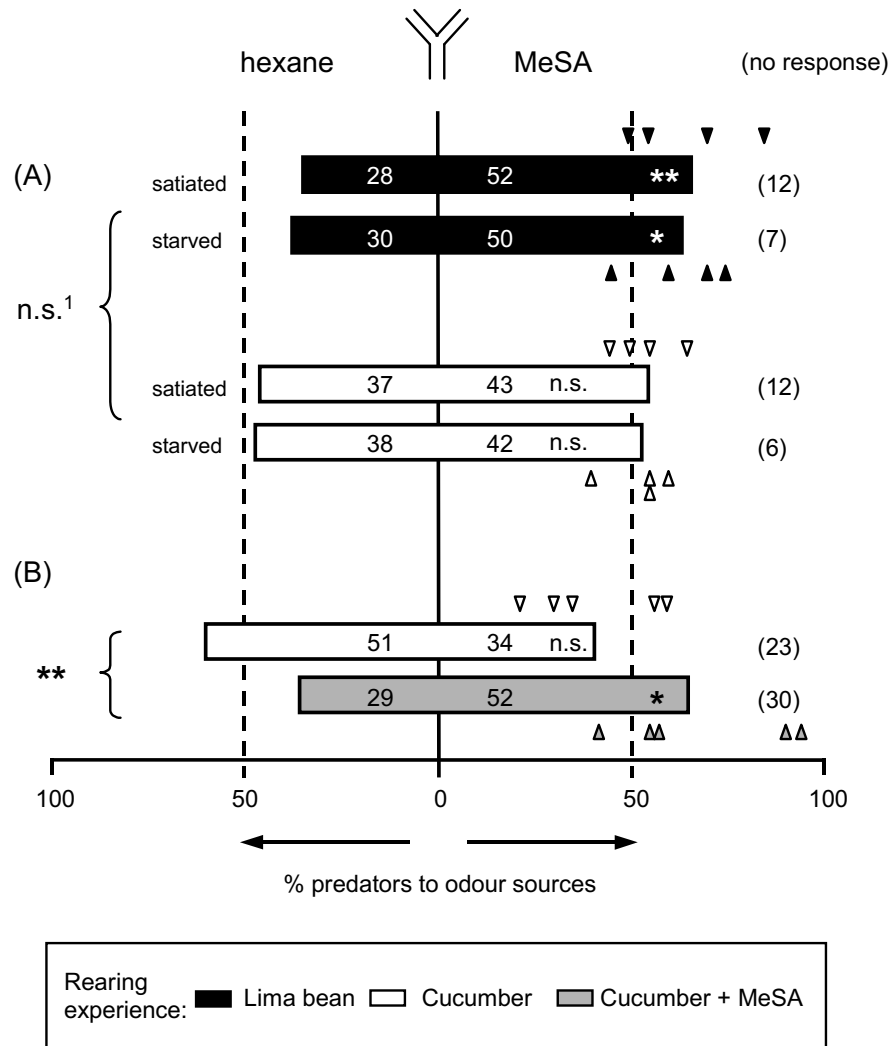 hexane MeSA (no response)
(A)
satiated 28 52 ** (12)
starved 30 50 * (7)
n.s.1
satiated 37 43 n.s. (12)
starved 38 42 n.s. (6)
(B)
51 34 n.s. (23)
**
29 52 * (30)
100 50 0 50 100
% predators to odour sources
Rearing
experience: Lima bean Cucumber Cucumber + MeSA